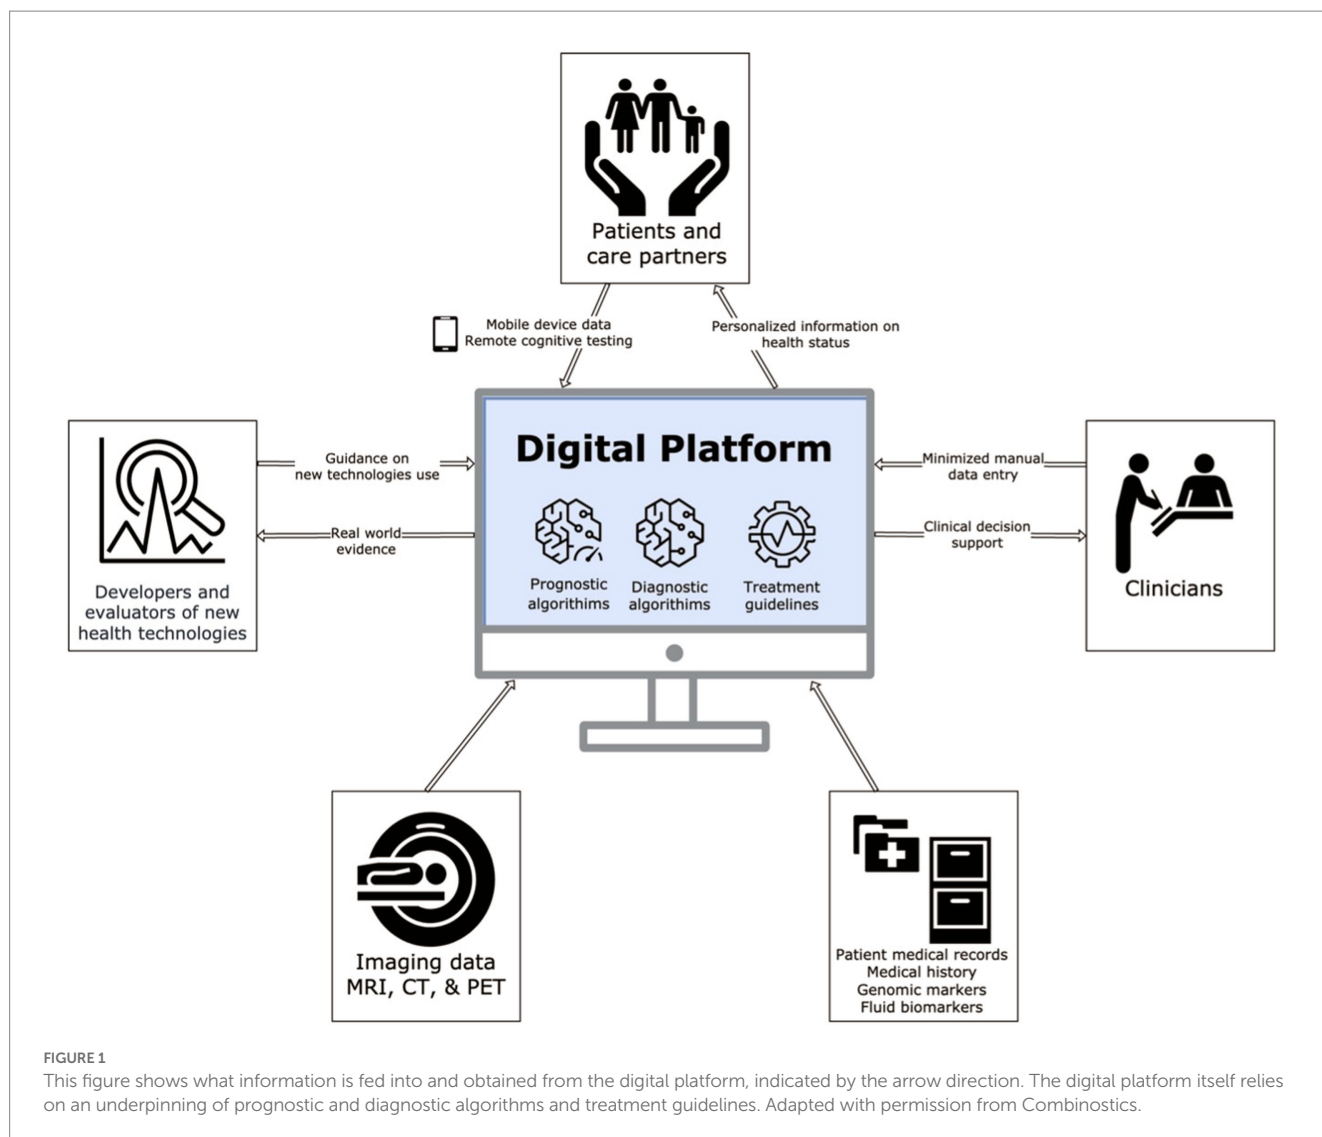 Patients and
care partners
Mobile device data
Remote cognitive testing
Personalized information on
health status
Digital Platform
Prognostic
algorithims
Diagnostic
algorithims
Treatment
guidelines
Guidance on
new technologies use
Real world
evidence
Developers and
evaluators of new
health technologies
Minimized manual
data entry
Clinical decision
support
Clinicians
Imaging data
MRI, CT, & PET
Patient medical records
Medical history
Genomic markers
Fluid biomarkers
FIGURE 1
This figure shows what information is fed into and obtained from the digital platform, indicated by the arrow direction. The digital platform itself relies
on an underpinning of prognostic and diagnostic algorithms and treatment guidelines. Adapted with permission from Combinostics.